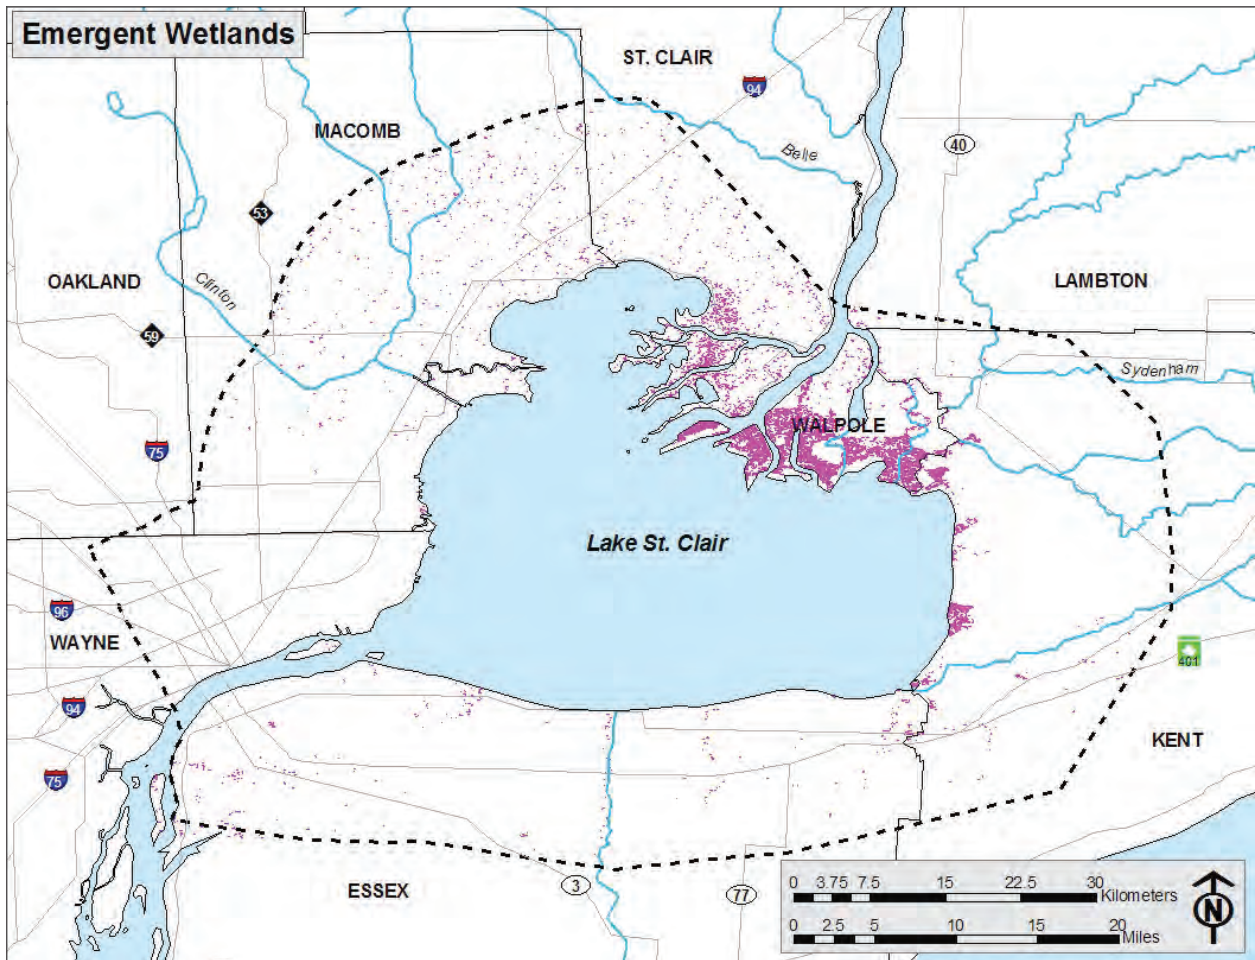 Emergent Wetlands
ST. CLAIR
94
MACOMB
Belle
40
53
OAKLAND
Clinton
LAMBTON
59
Sydenham
WALPOLE
75
Lake St. Clair
96
WAYNE
401
94
KENT
75
ESSEX
3
77
0 3.75 7.5 15 22.5 30
Kilometers
0 2.5 5 10 15 20
Miles
N